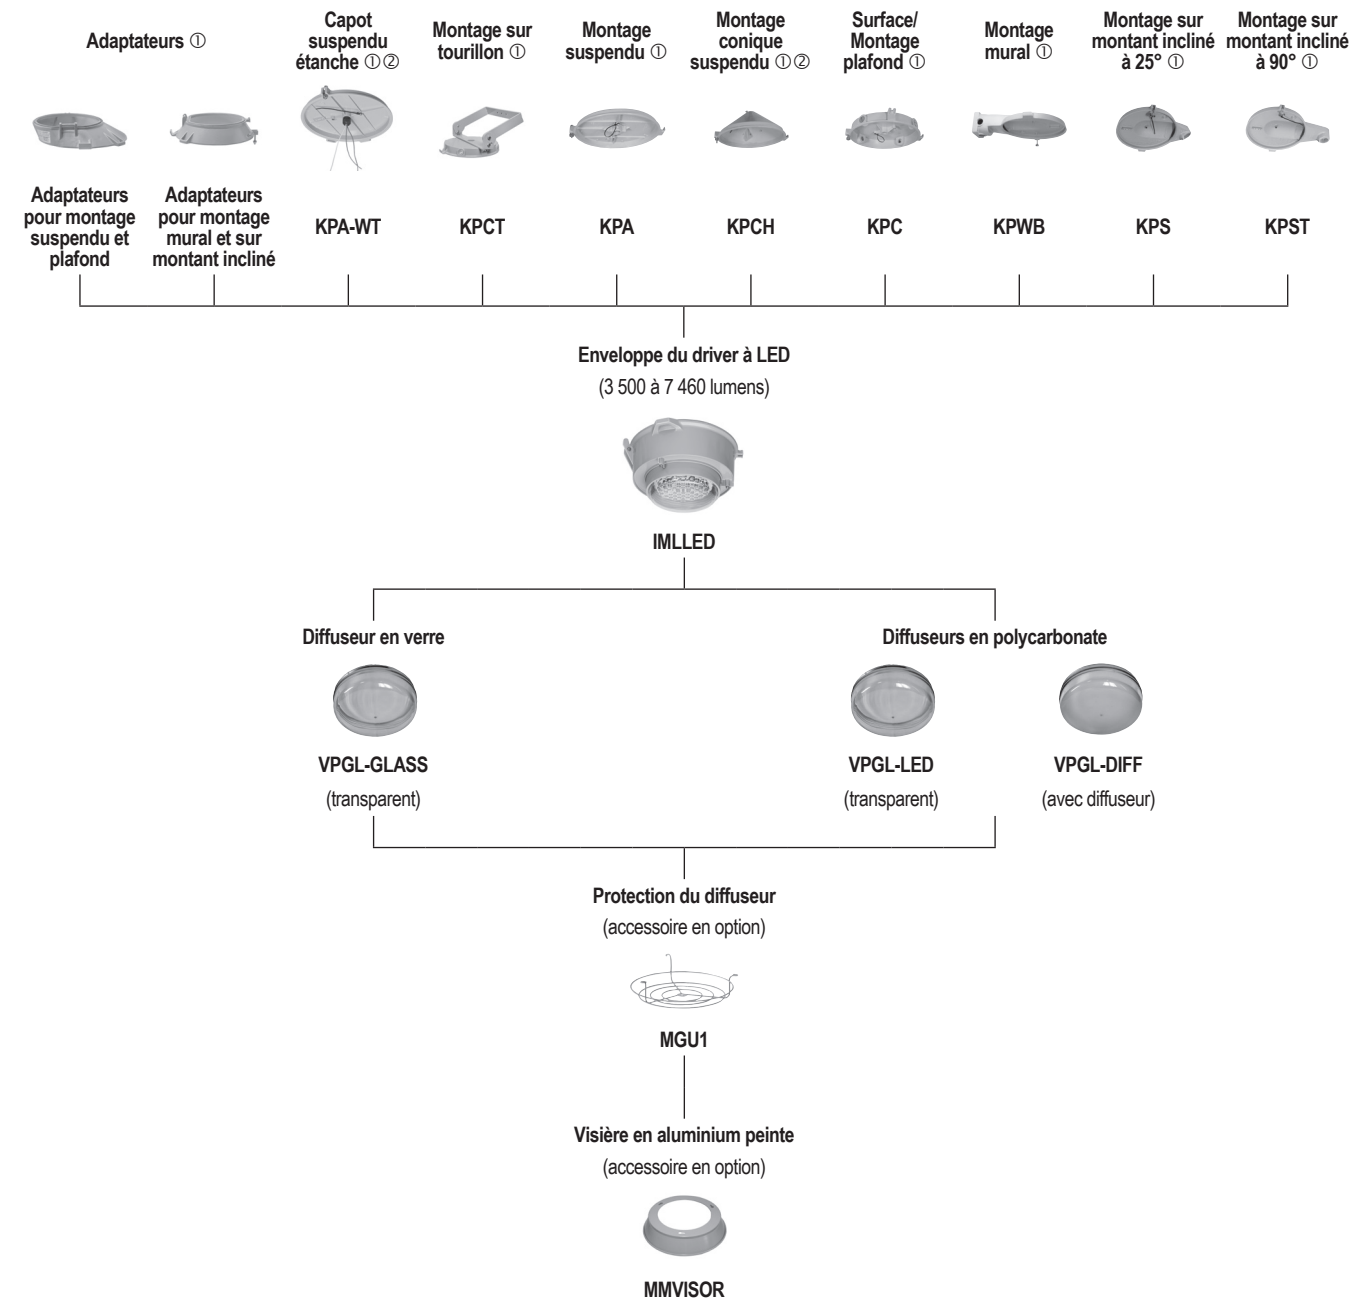 Adaptateurs ①
Capot
suspendu
étanche ①②
Montage sur
tourillon ①
Montage
suspendu ①
Montage
conique
suspendu ①②
Surface/
Montage
plafond ①
Montage
mural ①
Montage sur
montant incliné
à 25° ①
Montage sur
montant incliné
à 90° ①
Adaptateurs
pour montage
suspendu et
plafond
Adaptateurs
pour montage
mural et sur
montant incliné
KPA-WT
KPCT
KPA
KPCH
KPC
KPWB
KPS
KPST
Enveloppe du driver à LED
(3 500 à 7 460 lumens)
IMLLED
Diffuseur en verre
Diffuseurs en polycarbonate
VPGL-GLASS
(transparent)
VPGL-LED
(transparent)
VPGL-DIFF
(avec diffuseur)
Protection du diffuseur
(accessoire en option)
MGU1
Visière en aluminium peinte
(accessoire en option)
MMVISOR